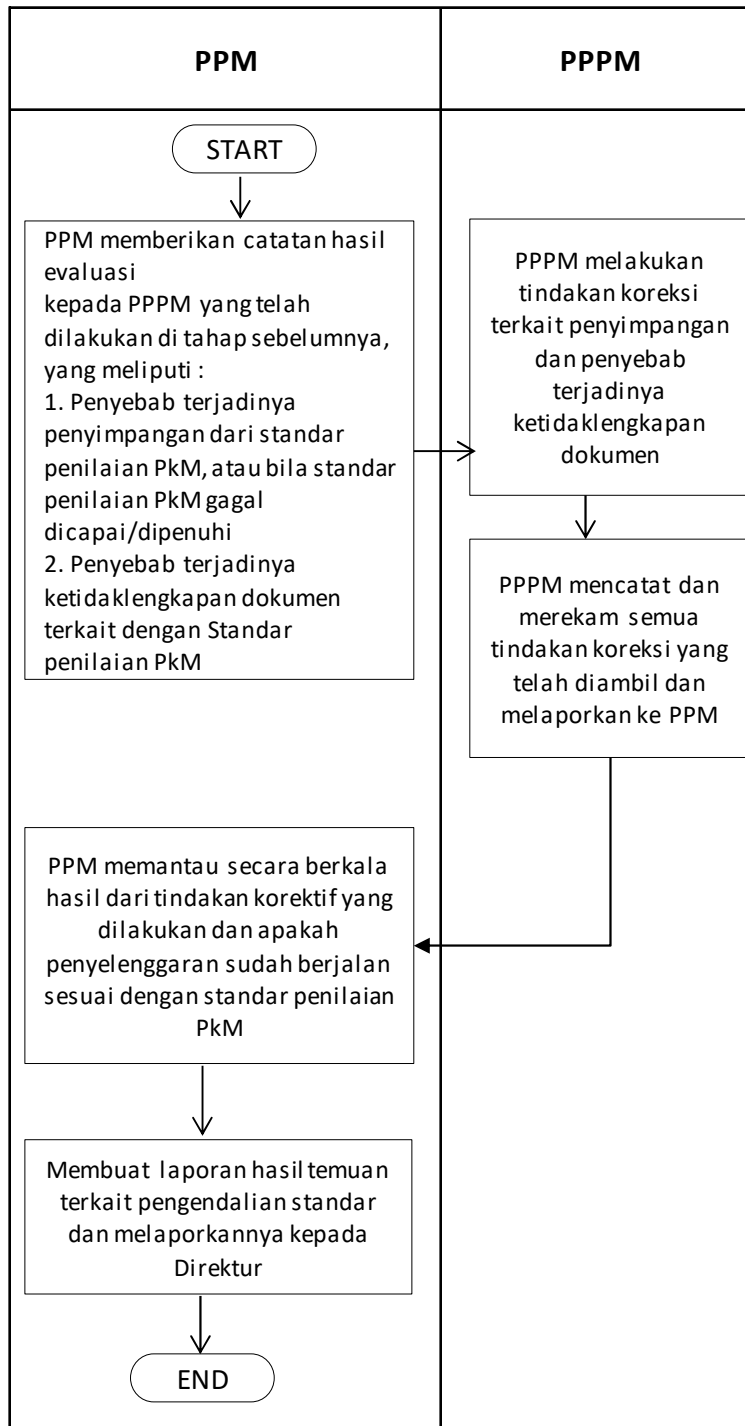 PPM
PPPM
START
PPM memberikan catatan hasil
evaluasi
kepada PPPM yang telah
dilakukan di tahap sebelumnya,
yang meliputi :
1. Penyebab terjadinya
penyimpangan dari standar
penilaian PkM, atau bila standar
penilaian PkM gagal
dicapai/dipenuhi
2. Penyebab terjadinya
ketidaklengkapan dokumen
terkait dengan Standar
penilaian PkM
PPPM melakukan
tindakan koreksi
terkait penyimpangan
dan penyebab
terjadinya
ketidaklengkapan
dokumen
PPPM mencatat dan
merekam semua
tindakan koreksi yang
telah diambil dan
melaporkan ke PPM
PPM memantau secara berkala
hasil dari tindakan korektif yang
dilakukan dan apakah
penyelenggaran sudah berjalan
sesuai dengan standar penilaian
PkM
Membuat laporan hasil temuan
terkait pengendalian standar
dan melaporkannya kepada
Direktur
END